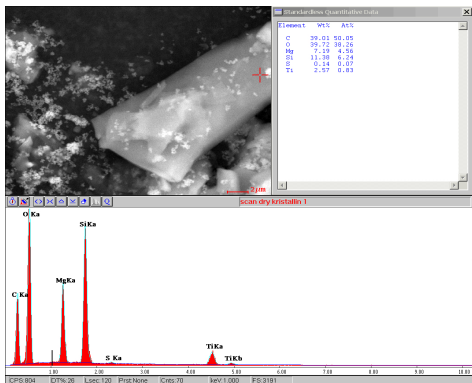 Standardless Quantitative Data
Element Wt% At%
C 39.01 50.05
O 39.72 38.26
Mg 7.19 4.56
Si 11.38 6.24
S 0.14 0.07
Ti 2.57 0.83
2µm
scan dry kristallin 1
O Ka
SiKa
MgKa
C Ka
S Ka
TiKa
TiKb
1.00 2.00 3.00 4.00 5.00 6.00 7.00 8.00 9.00 10.00
CPS:804 DT%:26 Lsec:120 Prst:None Cnts:70 keV:1.000 FS:3191